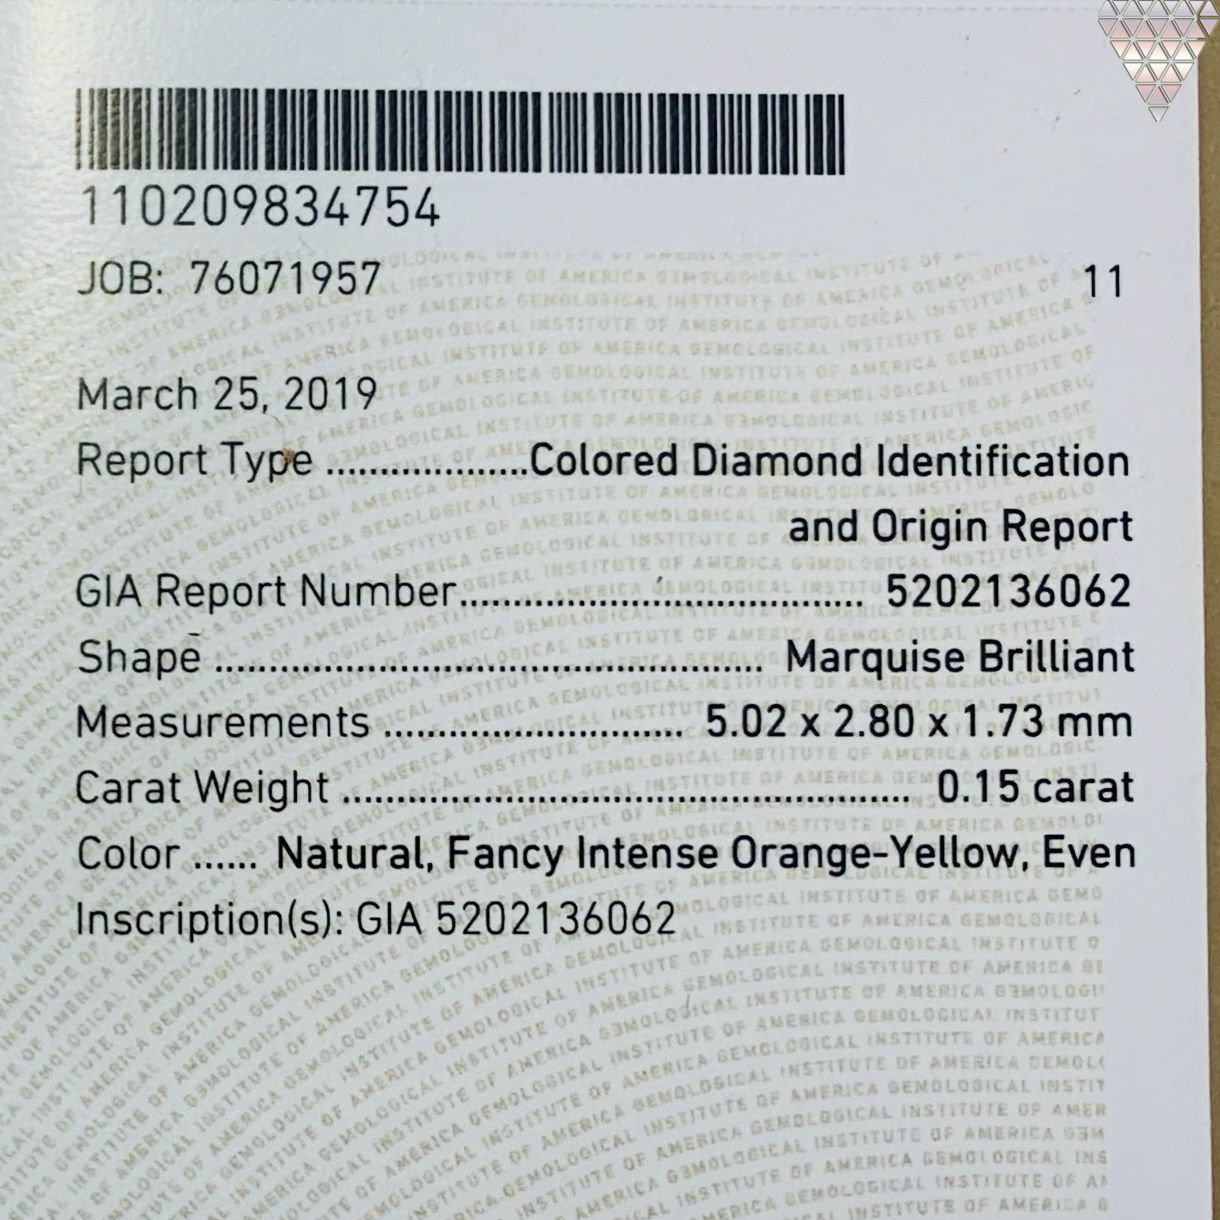 110209834754
JOB: 76071957 11
March 25, 2019
Report Type ...................Colored Diamond Identification
and Origin Report
GIA Report Number...................................... 5202136062
Shape .................................................... Marquise Brilliant
Measurements ............................ 5.02 x 2.80 x 1.73 mm
Carat Weight ..................................................... 0.15 carat
Color ...... Natural, Fancy Intense Orange-Yellow, Even
Inscription(s): GIA 5202136062